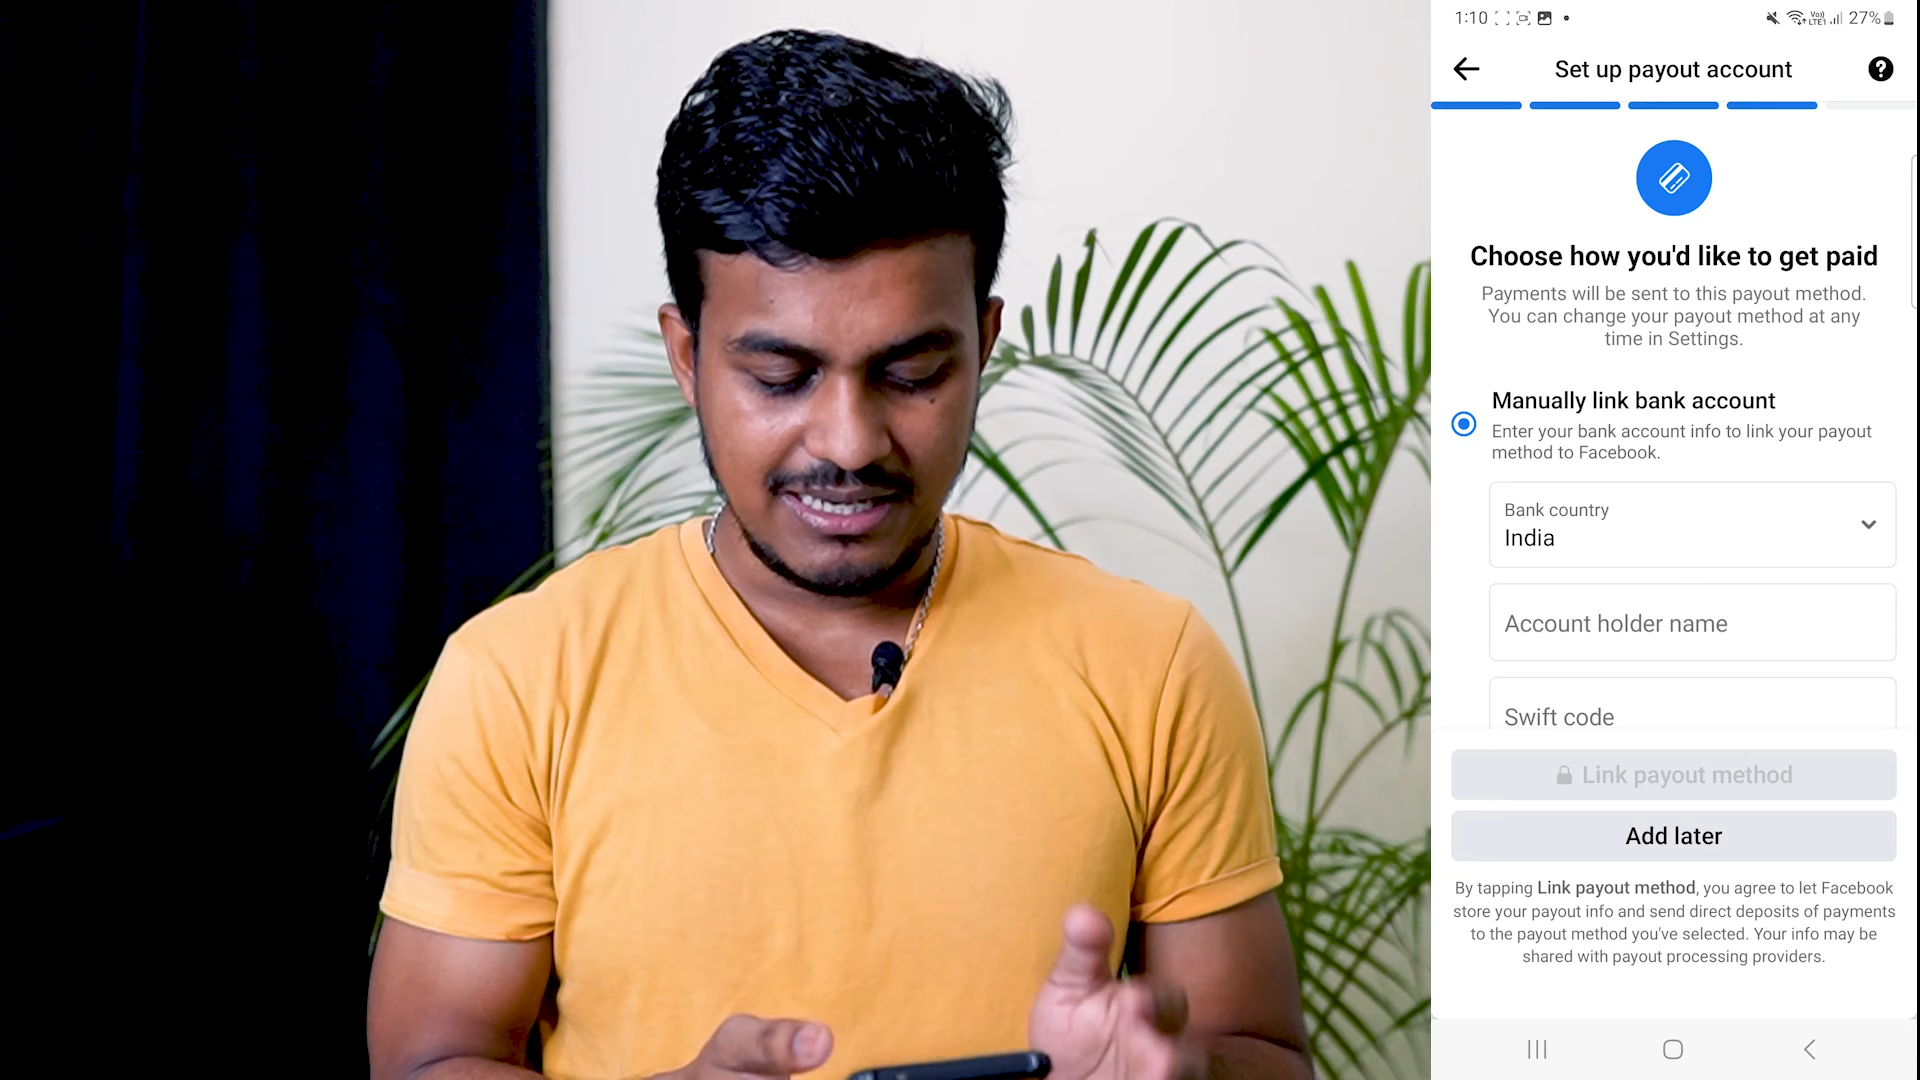 1:10
Vo))
LTE1
27%
Set up payout account
Choose how you'd like to get paid
Payments will be sent to this payout method.
You can change your payout method at any
time in Settings.
Manually link bank account
Enter your bank account info to link your payout
method to Facebook.
Bank country
India
Account holder name
Swift code
Link payout method
Add later
By tapping Link payout method, you agree to let Facebook
store your payout info and send direct deposits of payments
to the payout method you've selected. Your info may be
shared with payout processing providers.